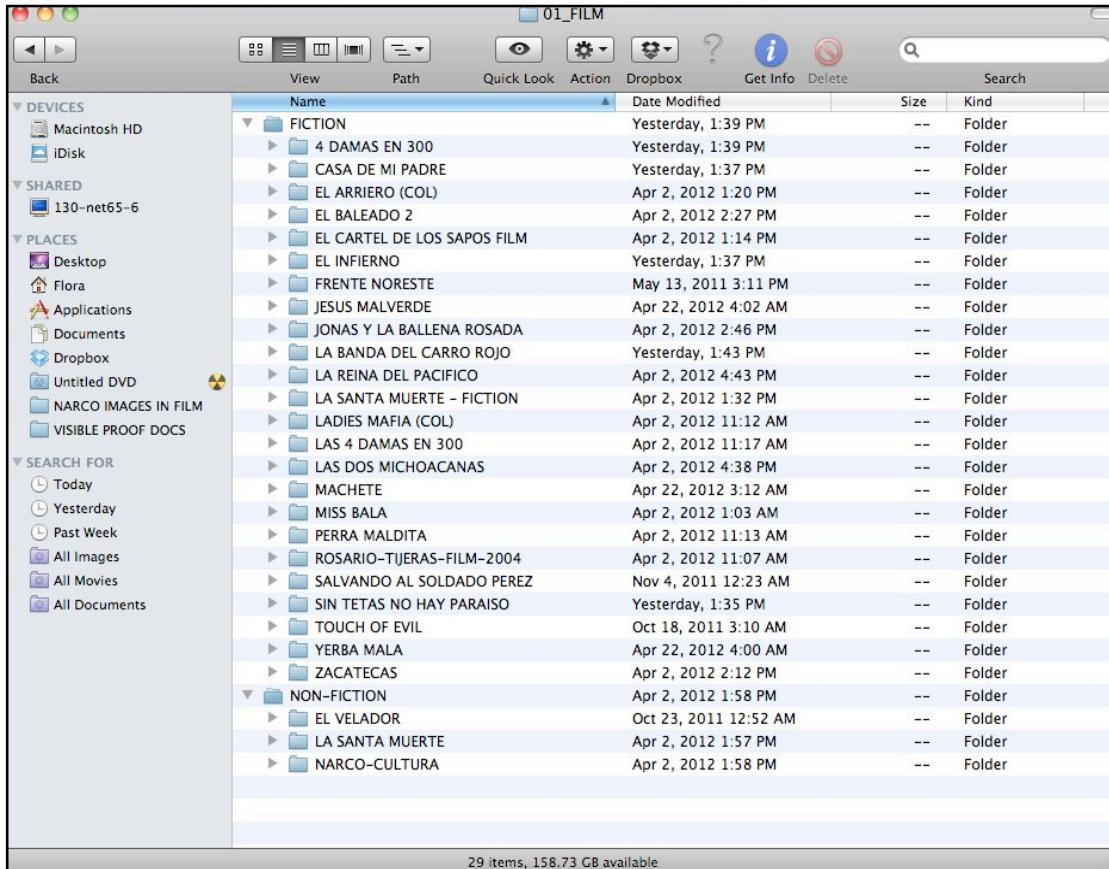 01_FILM
Back View Path Quick Look Action Dropbox Get Info Delete Search
DEVICES
Macintosh HD
iDisk
SHARED
130-net65-6
PLACES
Desktop
Flora
Applications
Documents
Dropbox
Untitled DVD
NARCO IMAGES IN FILM
VISIBLE PROOF DOCS
SEARCH FOR
Today
Yesterday
Past Week
All Images
All Movies
All Documents
Name Date Modified Size Kind
FICTION Yesterday, 1:39 PM -- Folder
4 DAMAS EN 300 Yesterday, 1:39 PM -- Folder
CASA DE MI PADRE Yesterday, 1:37 PM -- Folder
EL ARRIERO (COL) Apr 2, 2012 1:20 PM -- Folder
EL BALEADO 2 Apr 2, 2012 2:27 PM -- Folder
EL CARTEL DE LOS SAPOS FILM Apr 2, 2012 1:14 PM -- Folder
EL INFIERNO Yesterday, 1:37 PM -- Folder
FRENTE NORESTE May 13, 2011 3:11 PM -- Folder
JESUS MALVERDE Apr 22, 2012 4:02 AM -- Folder
JONAS Y LA BALLENA ROSADA Apr 2, 2012 2:46 PM -- Folder
LA BANDA DEL CARRO ROJO Yesterday, 1:43 PM -- Folder
LA REINA DEL PACIFICO Apr 2, 2012 4:43 PM -- Folder
LA SANTA MUERTE – FICTION Apr 2, 2012 1:32 PM -- Folder
LADIES MAFIA (COL) Apr 2, 2012 11:12 AM -- Folder
LAS 4 DAMAS EN 300 Apr 2, 2012 11:17 AM -- Folder
LAS DOS MICHOACANAS Apr 2, 2012 4:38 PM -- Folder
MACHETE Apr 22, 2012 3:12 AM -- Folder
MISS BALA Apr 2, 2012 1:03 AM -- Folder
PERRA MALDITA Apr 2, 2012 11:13 AM -- Folder
ROSARIO-TIJERAS-FILM-2004 Apr 2, 2012 11:07 AM -- Folder
SALVANDO AL SOLDADO PEREZ Nov 4, 2011 12:23 AM -- Folder
SIN TETAS NO HAY PARAISO Yesterday, 1:35 PM -- Folder
TOUCH OF EVIL Oct 18, 2011 3:10 AM -- Folder
YERBA MALA Apr 22, 2012 4:00 AM -- Folder
ZACATECAS Apr 2, 2012 2:12 PM -- Folder
NON-FICTION Apr 2, 2012 1:58 PM -- Folder
EL VELADOR Oct 23, 2011 12:52 AM -- Folder
LA SANTA MUERTE Apr 2, 2012 1:57 PM -- Folder
NARCO-CULTURA Apr 2, 2012 1:58 PM -- Folder
29 items, 158.73 GB available